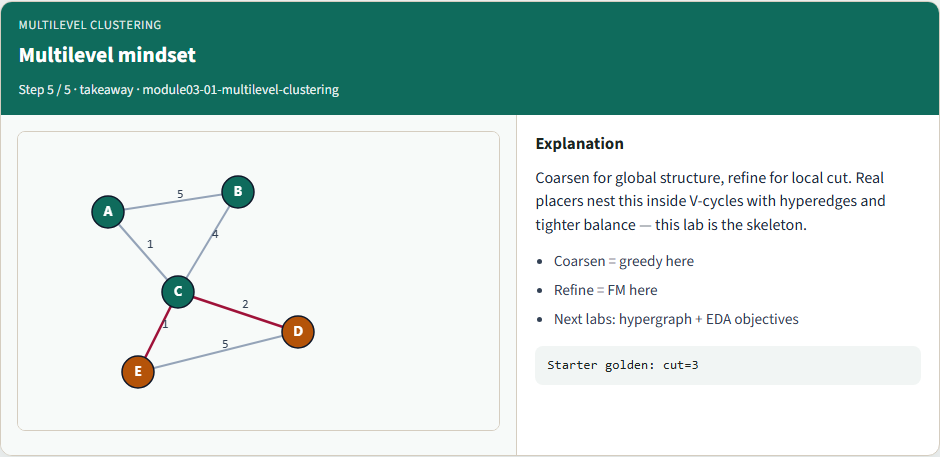 MULTILEVEL CLUSTERING
Multilevel mindset
Step 5 / 5 · takeaway · module03-01-multilevel-clustering
A
5
B
1
4
C
2
1
D
5
E
Explanation
Coarsen for global structure, refine for local cut. Real
placers nest this inside V-cycles with hyperedges and
tighter balance — this lab is the skeleton.
• Coarsen = greedy here
• Refine = FM here
• Next labs: hypergraph + EDA objectives
Starter golden: cut=3